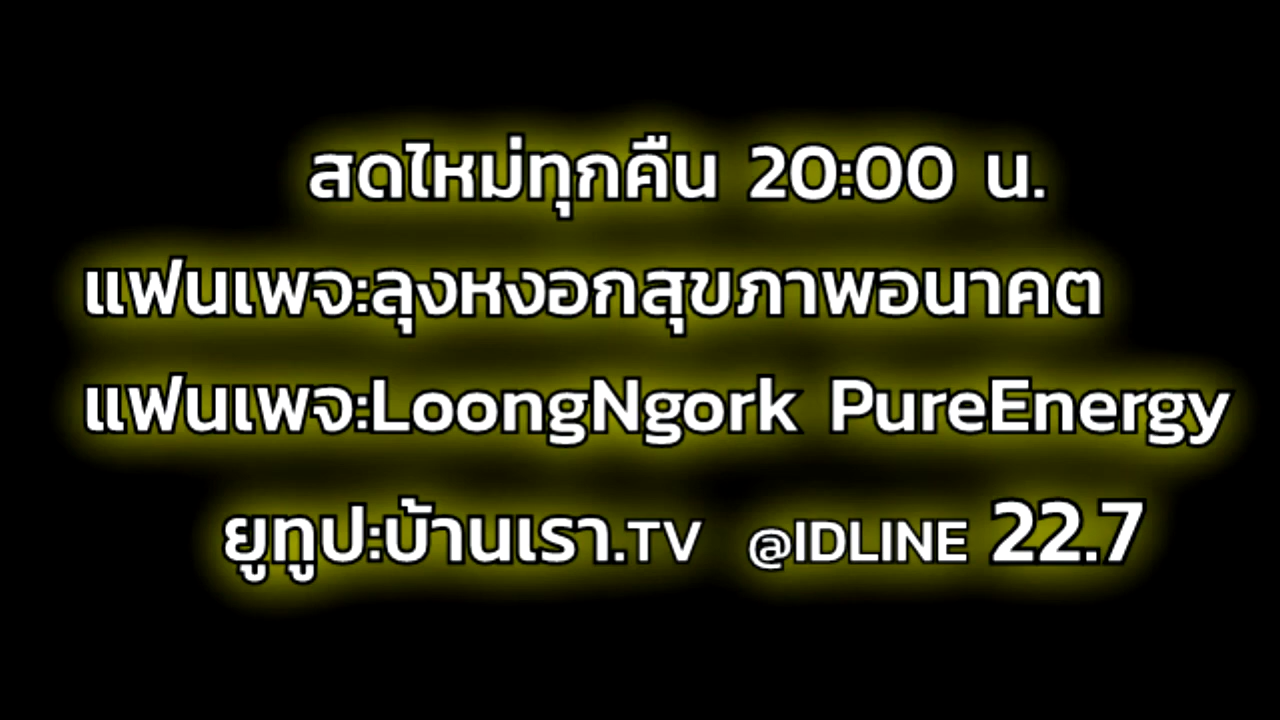 สดไหม่ทุกคืน 20:00 น.
แฟนเพจ:ลุงหงอกสุขภาพอนาคต
แฟนเพจ:LoongNgork PureEnergy
ยูทูป:บ้านเรา.TV @IDLINE 22.7